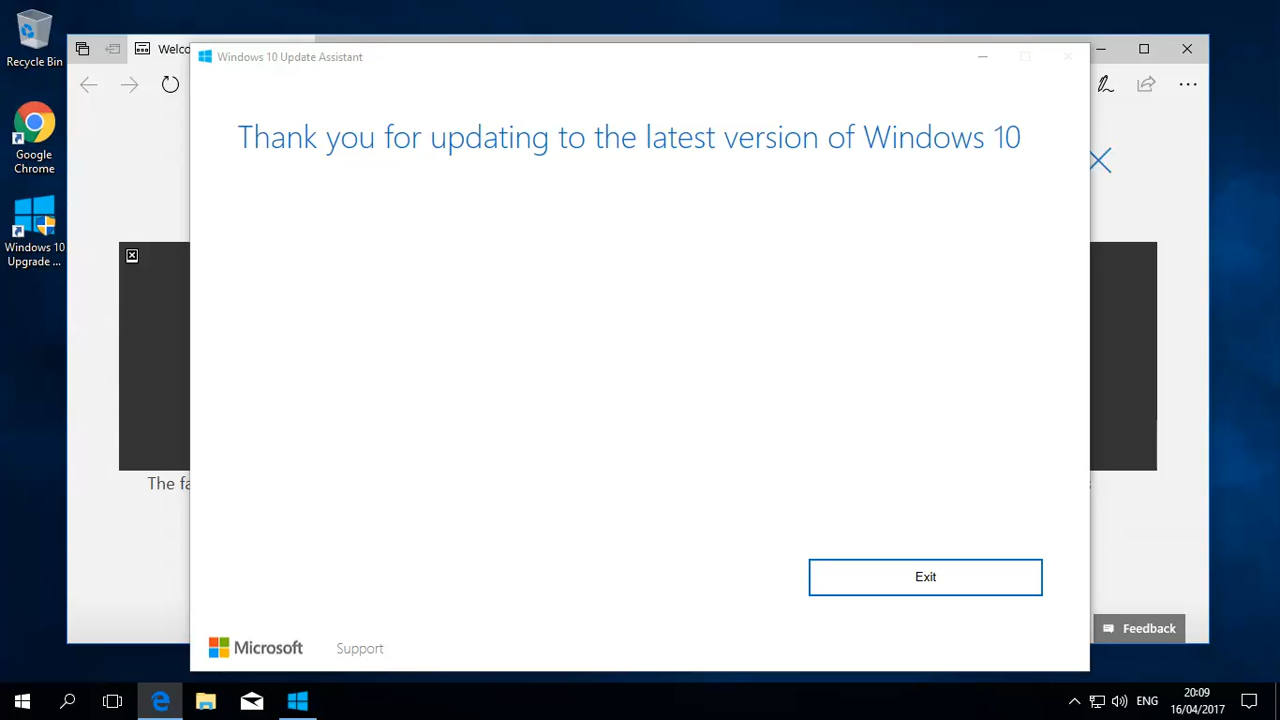 Recycle Bin
Google
Chrome
Windows 10
Upgrade ...
Welco
Windows 10 Update Assistant
Thank you for updating to the latest version of Windows 10
The fa
s
Exit
Feedback
Microsoft
Support
ENG
20:09
16/04/2017